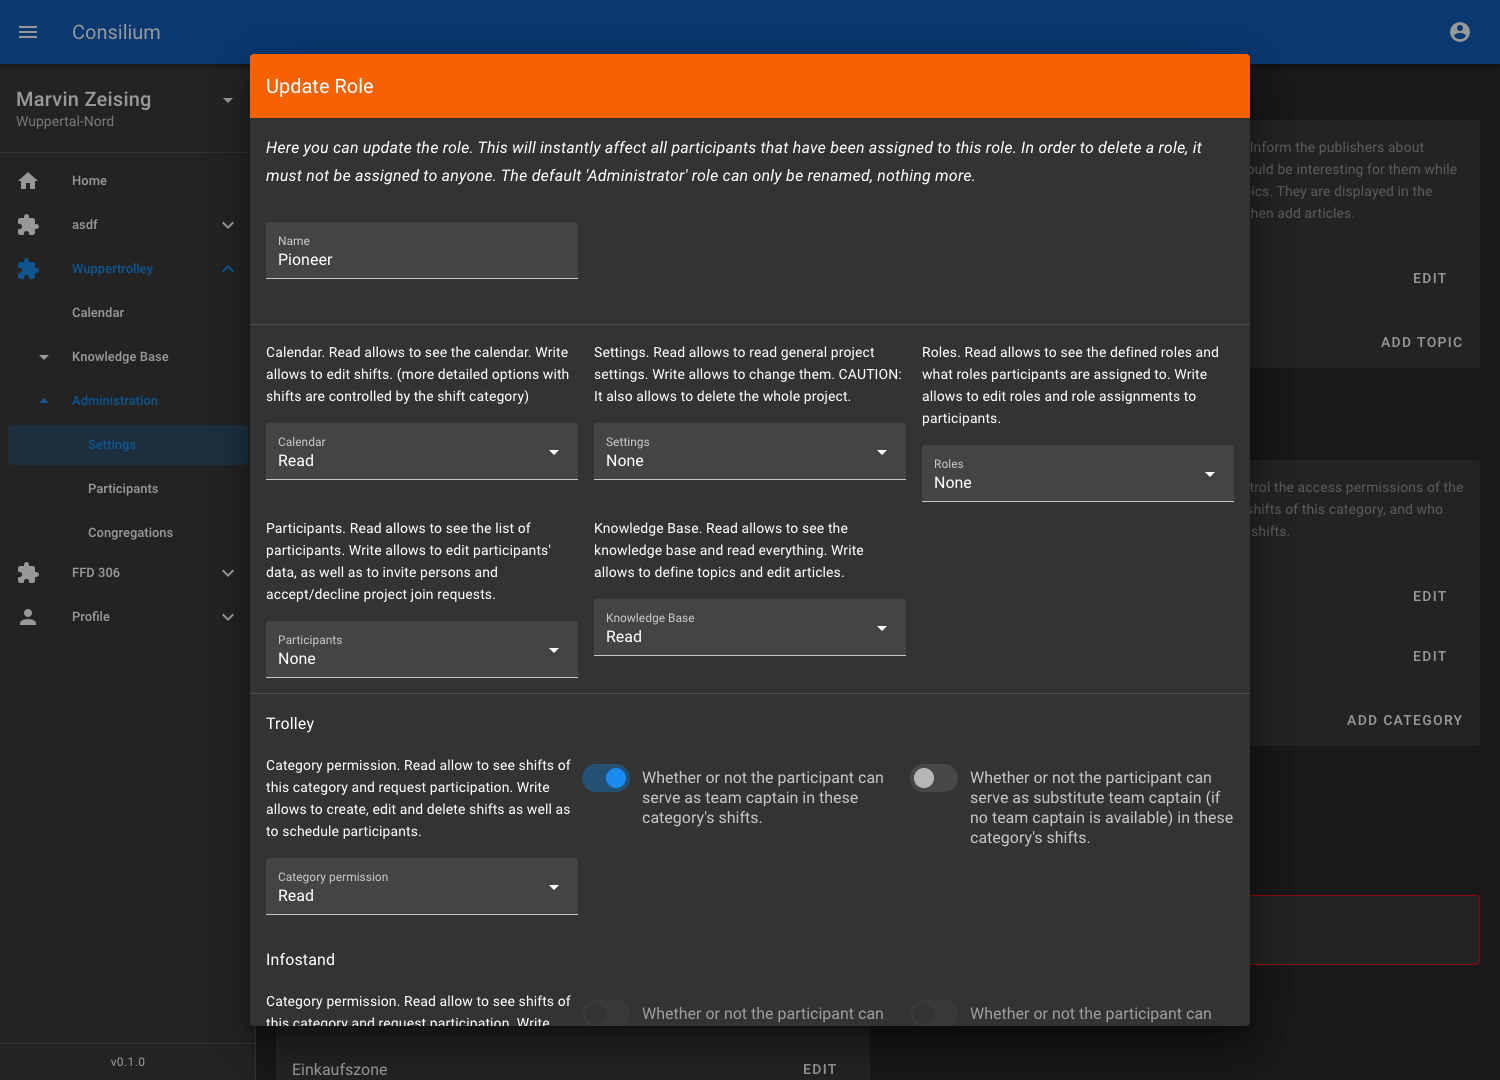 Consilium
Marvin Zeising
Wuppertal-Nord
Home
asdf
Wuppertrolley
Calendar
Knowledge Base
Administration
Settings
Participants
Congregations
FFD 306
Profile
v0.1.0
Update Role
Here you can update the role. This will instantly affect all participants that have been assigned to this role. In order to delete a role, it
must not be assigned to anyone. The default 'Administrator' role can only be renamed, nothing more.
Name
Pioneer
Calendar. Read allows to see the calendar. Write
allows to edit shifts. (more detailed options with
shifts are controlled by the shift category)
Calendar
Read
Settings. Read allows to read general project
settings. Write allows to change them. CAUTION:
It also allows to delete the whole project.
Settings
None
Roles. Read allows to see the defined roles and
what roles participants are assigned to. Write
allows to edit roles and role assignments to
participants.
Roles
None
Participants. Read allows to see the list of
participants. Write allows to edit participants'
data, as well as to invite persons and
accept/decline project join requests.
Participants
None
Knowledge Base. Read allows to see the
knowledge base and read everything. Write
allows to define topics and edit articles.
Knowledge Base
Read
Trolley
Category permission. Read allow to see shifts of
this category and request participation. Write
allows to create, edit and delete shifts as well as
to schedule participants.
Category permission
Read
Whether or not the participant can
serve as team captain in these
category's shifts.
Whether or not the participant can
serve as substitute team captain (if
no team captain is available) in these
category's shifts.
Infostand
Category permission. Read allow to see shifts of
this category and request participation. Write
Whether or not the participant can
Whether or not the participant can
Inform the publishers about
be interesting for them while
They are displayed in the
add articles.
EDIT
ADD TOPIC
the access permissions of the
shifts of this category, and who
shifts.
EDIT
EDIT
ADD CATEGORY
Einkaufszone
EDIT